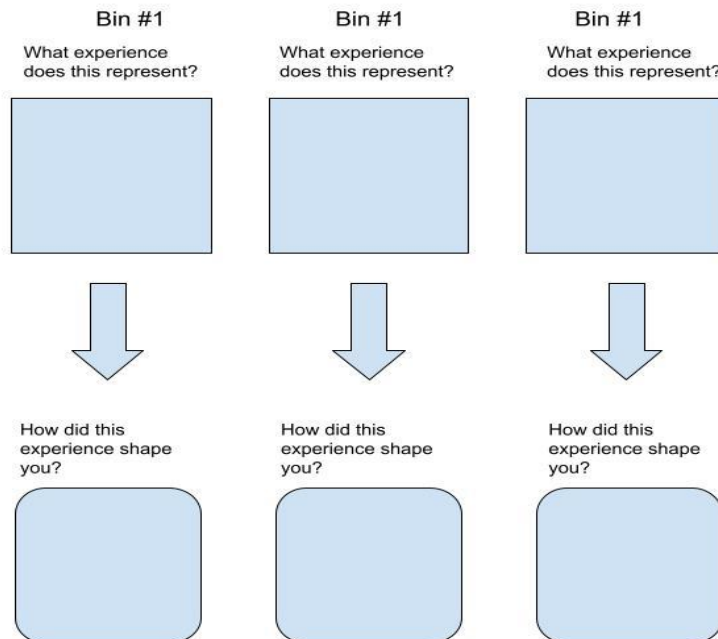 Bin #1
What experience
does this represent?
Bin #1
What experience
does this represent?
Bin #1
What experience
does this represent?
How did this
experience shape
you?
How did this
experience shape
you?
How did this
experience shape
you?